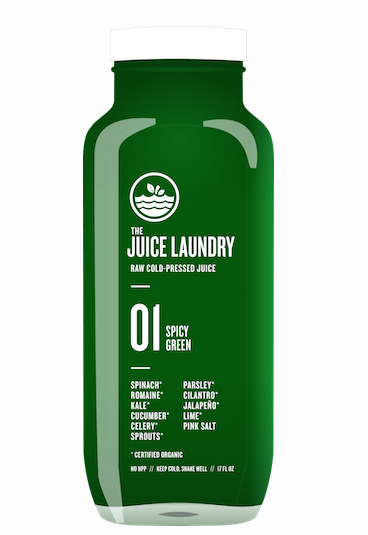 THE
JUICE LAUNDRY
RAW COLD-PRESSED JUICE
01 SPICY
GREEN
SPINACH*
ROMAINE*
KALE*
CUCUMBER*
CELERY*
SPROUTS*
PARSLEY*
CILANTRO*
JALAPEÑO*
LIME*
PINK SALT
* CERTIFIED ORGANIC
NO HPP // KEEP COLD, SHAKE WELL // 17 FL OZ